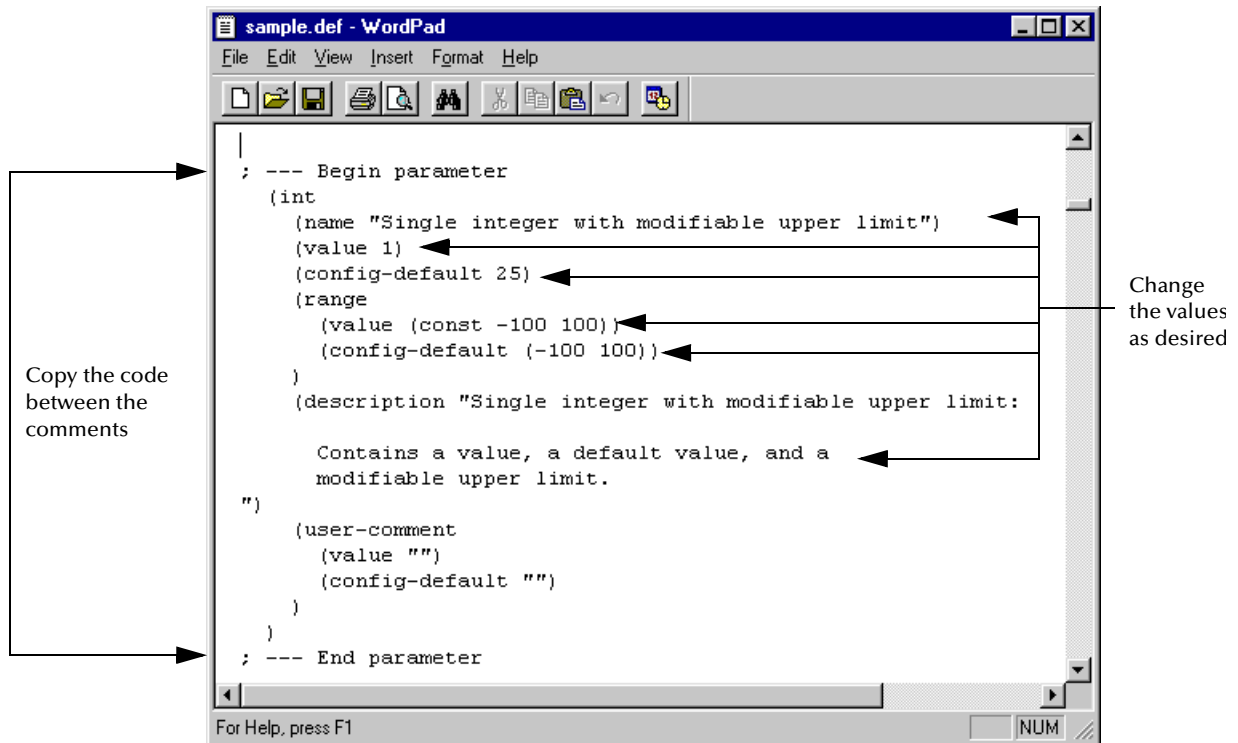 sample.def - WordPad
File Edit View Insert Format Help
; --- Begin parameter
(int
(name "Single integer with modifiable upper limit")
(value 1)
(config-default 25)
(range
(value (const -100 100))
(config-default (-100 100))
)
(description "Single integer with modifiable upper limit:
Contains a value, a default value, and a
modifiable upper limit.
")
(user-comment
(value "")
(config-default "")
)
)
; --- End parameter
For Help, press F1
NUM
Copy the code
between the
comments
Change
the values
as desired